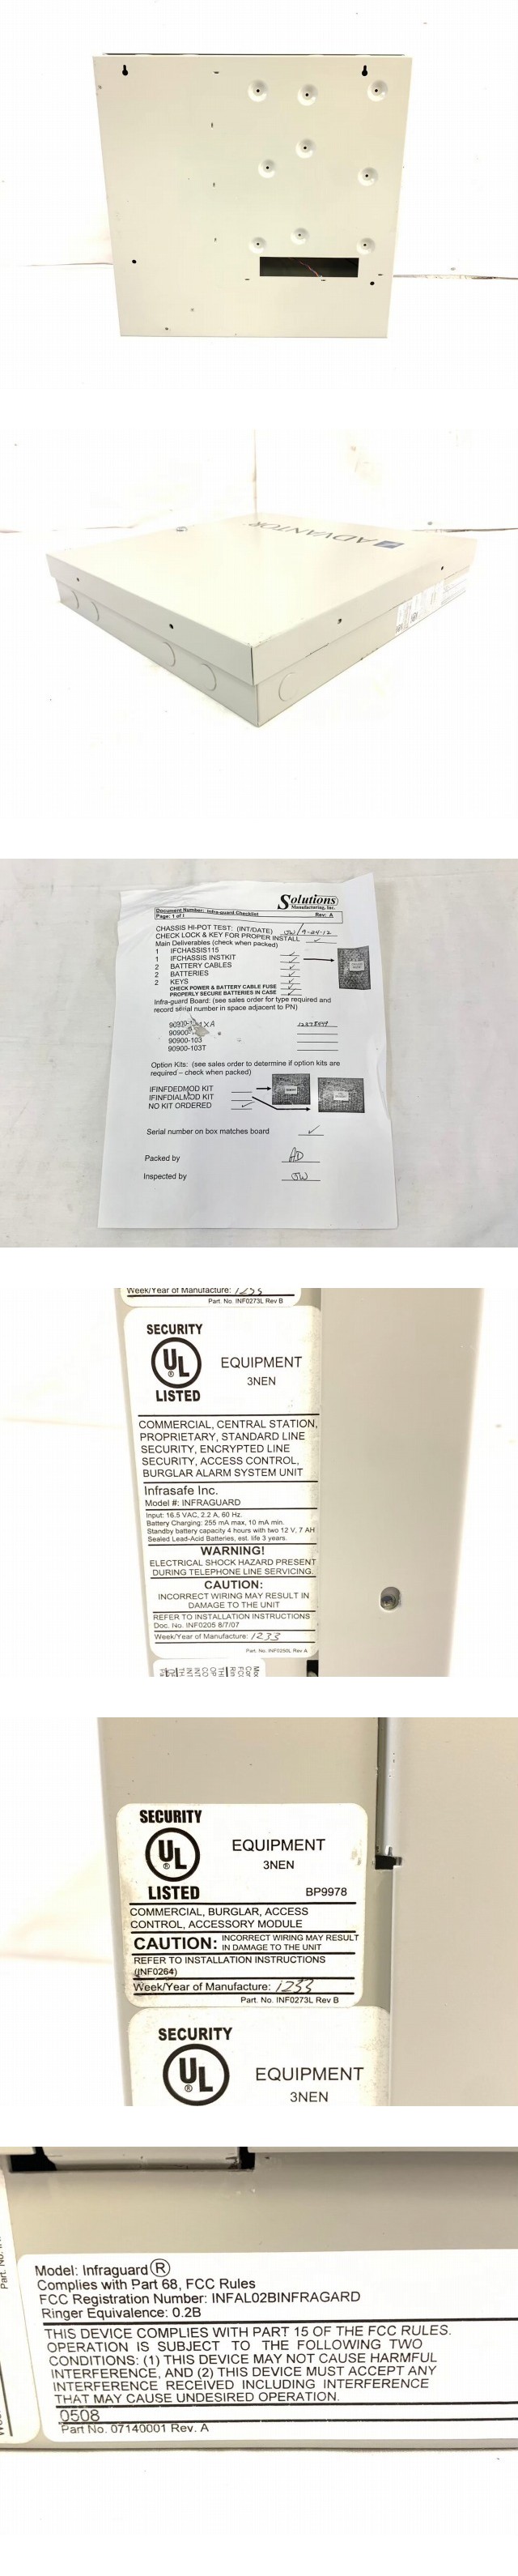 ADVANTOR
Solutions
Manufacturing, Inc.
Document Number: Infra-guard Checklist
Rev: A
Page: 1 of 1
CHASSIS HI-POT TEST: (INT/DATE) JW/9-24-12
CHECK LOCK & KEY FOR PROPER INSTALL ✓
Main Deliverables (check when packed)
1 IFCHASSIS115 ✓
1 IFCHASSIS INSTKIT ✓
2 BATTERY CABLES ✓
2 BATTERIES ✓
2 KEYS ✓
CHECK POWER & BATTERY CABLE FUSE ✓
PROPERLY SECURE BATTERIES IN CASE ✓
Infra-guard Board: (see sales order for type required and
record serial number in space adjacent to PN)
90900-103
90900-103T
Option Kits: (see sales order to determine if option kits are
required – check when packed)
IFINFDEDMOD KIT
IFINFDIALMOD KIT
NO KIT ORDERED ✓
Serial number on box matches board ✓
Packed by AD
Inspected by JW
Week/Year of Manufacture: 1233
Part. No. INF0273L Rev B
SECURITY
UL
®
LISTED
EQUIPMENT
3NEN
COMMERCIAL, CENTRAL STATION,
PROPRIETARY, STANDARD LINE
SECURITY, ENCRYPTED LINE
SECURITY, ACCESS CONTROL,
BURGLAR ALARM SYSTEM UNIT
Infrasafe Inc.
Model #: INFRAGUARD
Input: 16.5 VAC, 2.2 A, 60 Hz.
Battery Charging: 255 mA max, 10 mA min.
Standby battery capacity 4 hours with two 12 V, 7 AH
Sealed Lead-Acid Batteries, est. life 3 years.
WARNING!
ELECTRICAL SHOCK HAZARD PRESENT
DURING TELEPHONE LINE SERVICING.
CAUTION:
INCORRECT WIRING MAY RESULT IN
DAMAGE TO THE UNIT
REFER TO INSTALLATION INSTRUCTIONS
Doc. No. INF0205 8/7/07
Week/Year of Manufacture: 1233
Part. No. INF0250L Rev A
SECURITY
UL
®
LISTED
EQUIPMENT
3NEN
BP9978
COMMERCIAL, BURGLAR, ACCESS
CONTROL, ACCESSORY MODULE
CAUTION: INCORRECT WIRING MAY RESULT
IN DAMAGE TO THE UNIT
REFER TO INSTALLATION INSTRUCTIONS
(INF0264)
Week/Year of Manufacture: 1233
Part. No. INF0273L Rev B
SECURITY
UL
®
EQUIPMENT
3NEN
Model: Infraguard ®
Complies with Part 68, FCC Rules
FCC Registration Number: INFAL02BINFRAGARD
Ringer Equivalence: 0.2B
THIS DEVICE COMPLIES WITH PART 15 OF THE FCC RULES.
OPERATION IS SUBJECT TO THE FOLLOWING TWO
CONDITIONS: (1) THIS DEVICE MAY NOT CAUSE HARMFUL
INTERFERENCE, AND (2) THIS DEVICE MUST ACCEPT ANY
INTERFERENCE RECEIVED INCLUDING INTERFERENCE
THAT MAY CAUSE UNDESIRED OPERATION.
0508
Part No. 07140001 Rev. A